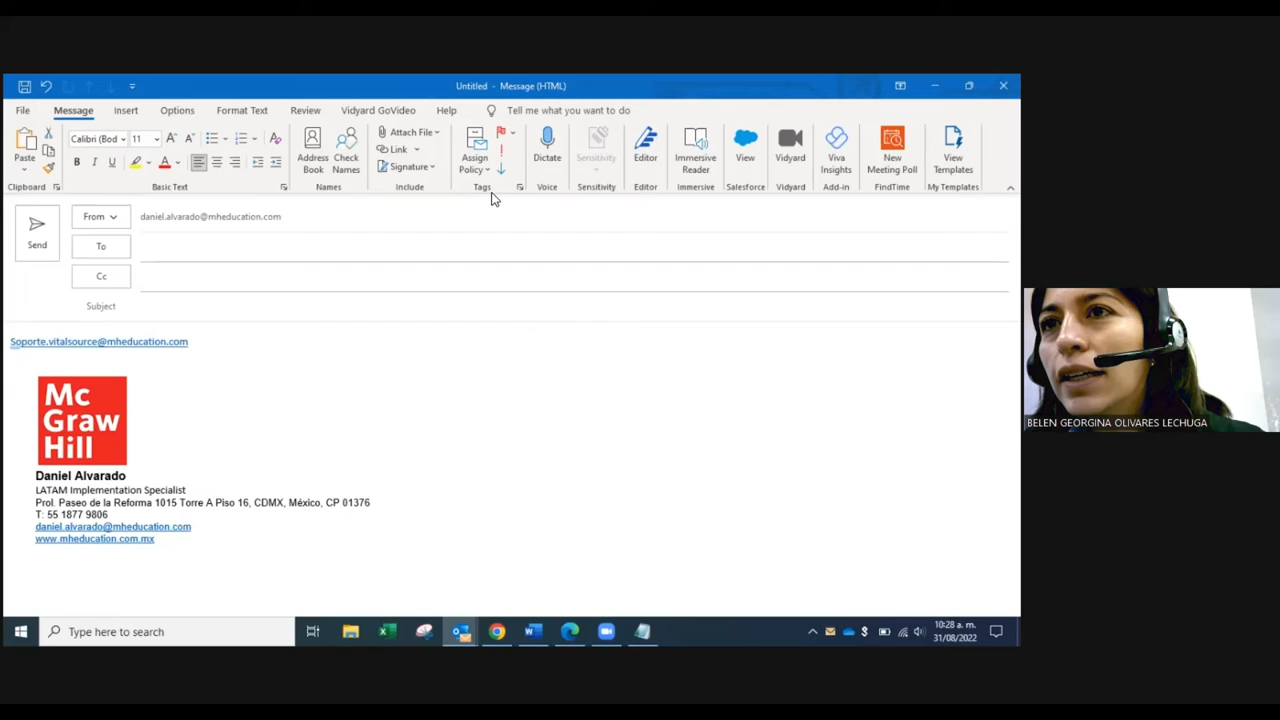 Untitled - Message (HTML)
File Message Insert Options Format Text Review Vidyard GoVideo Help Tell me what you want to do
Paste
Clipboard
Calibri (Bod 11
B I U A
Basic Text
Address Book
Check Names
Names
Attach File
Link
Signature
Include
Assign Policy
Tags
Dictate
Voice
Sensitivity
Sensitivity
Editor
Editor
Immersive Reader
Immersive
View
Salesforce
Vidyard
Vidyard
Viva Insights
Add-in
New Meeting Poll
FindTime
View Templates
My Templates
Send
From daniel.alvarado@mheducation.com
To
Cc
Subject
Soporte.vitalsource@mheducation.com
Mc
Graw
Hill
Daniel Alvarado
LATAM Implementation Specialist
Prol. Paseo de la Reforma 1015 Torre A Piso 16, CDMX, México, CP 01376
T: 55 1877 9806
daniel.alvarado@mheducation.com
www.mheducation.com.mx
BELEN GEORGINA OLIVARES LECHUGA
Type here to search
10:28 a. m.
31/08/2022